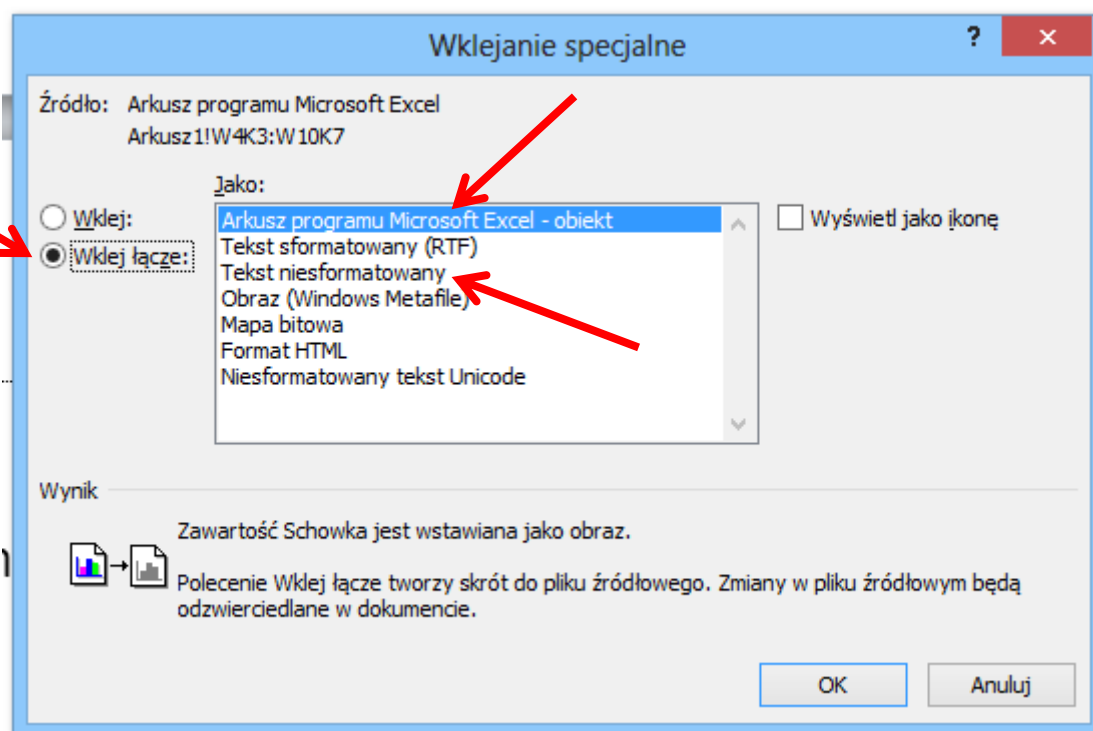 Wklejanie specjalne
?
Źródło: Arkusz programu Microsoft Excel
Arkusz1!W4K3:W10K7
Jako:
Wklej:
Wklej łącze:
Arkusz programu Microsoft Excel - obiekt
Tekst sformatowany (RTF)
Tekst niesformatowany
Obraz (Windows Metafile)
Mapa bitowa
Format HTML
Niesformatowany tekst Unicode
Wyświetl jako ikonę
Wynik
Zawartość Schowka jest wstawiana jako obraz.
Polecenie Wklej łącze tworzy skrót do pliku źródłowego. Zmiany w pliku źródłowym będą
odzwierciedlane w dokumencie.
OK
Anuluj